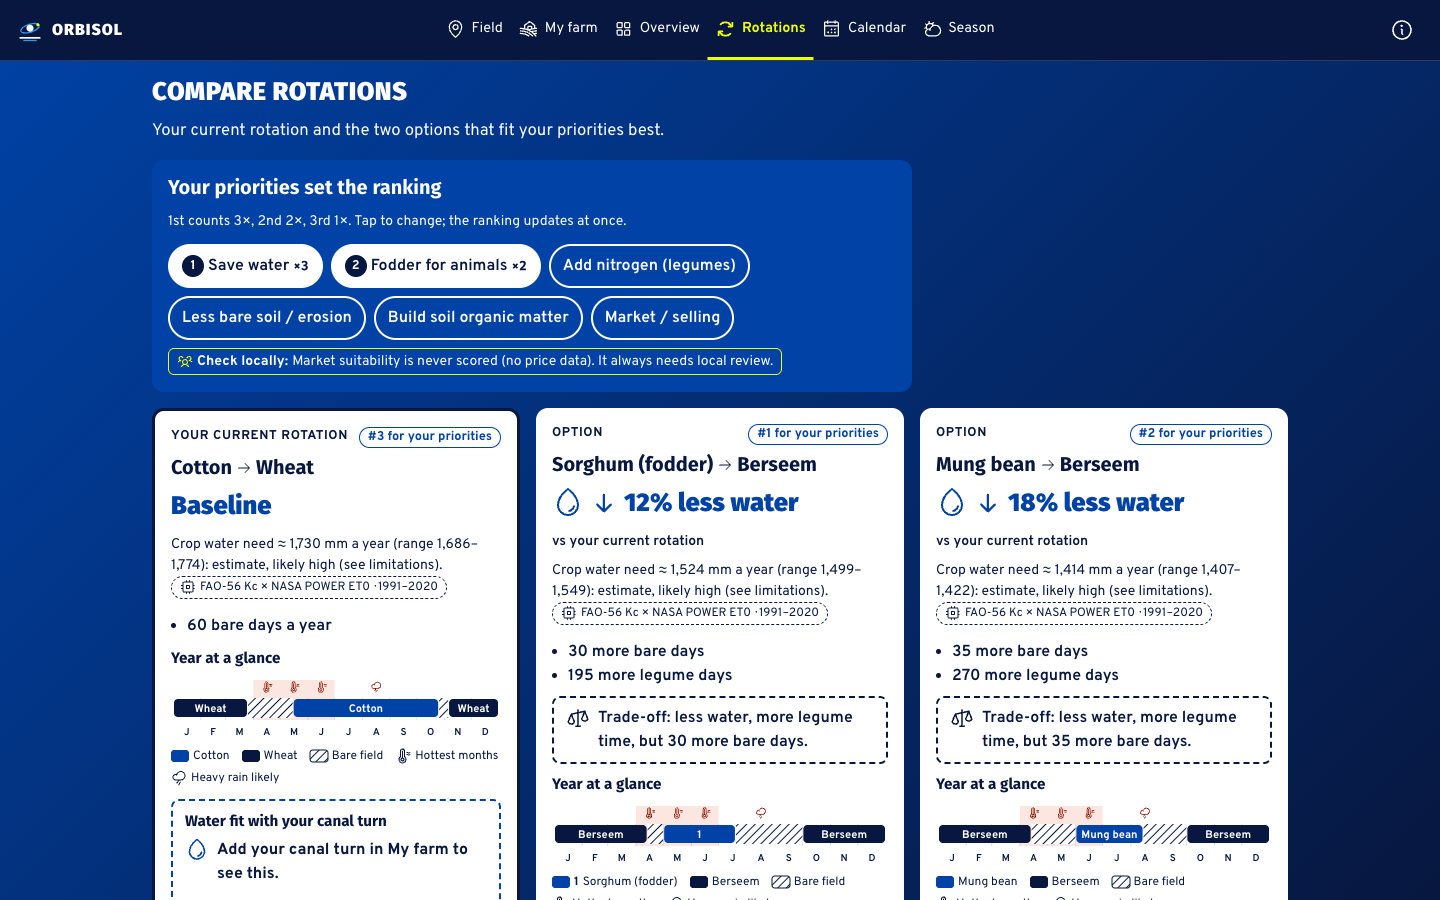 ORBISOL
Field
My farm
Overview
Rotations
Calendar
Season
COMPARE ROTATIONS
Your current rotation and the two options that fit your priorities best.
Your priorities set the ranking
1st counts 3×, 2nd 2×, 3rd 1×. Tap to change; the ranking updates at once.
1 Save water ×3
2 Fodder for animals ×2
Add nitrogen (legumes)
Less bare soil / erosion
Build soil organic matter
Market / selling
Check locally: Market suitability is never scored (no price data). It always needs local review.
YOUR CURRENT ROTATION
#3 for your priorities
Cotton → Wheat
Baseline
Crop water need ≈ 1,730 mm a year (range 1,686–
1,774): estimate, likely high (see limitations).
FAO-56 Kc × NASA POWER ET0 · 1991–2020
• 60 bare days a year
Year at a glance
Wheat
Cotton
Wheat
J F M A M J J A S O N D
Cotton
Wheat
Bare field
Hottest months
Heavy rain likely
Water fit with your canal turn
Add your canal turn in My farm to
see this.
OPTION
#1 for your priorities
Sorghum (fodder) → Berseem
↓ 12% less water
vs your current rotation
Crop water need ≈ 1,524 mm a year (range 1,499–
1,549): estimate, likely high (see limitations).
FAO-56 Kc × NASA POWER ET0 · 1991–2020
• 30 more bare days
• 195 more legume days
Trade-off: less water, more legume
time, but 30 more bare days.
Year at a glance
Berseem
1
Berseem
J F M A M J J A S O N D
1 Sorghum (fodder)
Berseem
Bare field
OPTION
#2 for your priorities
Mung bean → Berseem
↓ 18% less water
vs your current rotation
Crop water need ≈ 1,414 mm a year (range 1,407–
1,422): estimate, likely high (see limitations).
FAO-56 Kc × NASA POWER ET0 · 1991–2020
• 35 more bare days
• 270 more legume days
Trade-off: less water, more legume
time, but 35 more bare days.
Year at a glance
Berseem
Mung bean
Berseem
J F M A M J J A S O N D
Mung bean
Berseem
Bare field